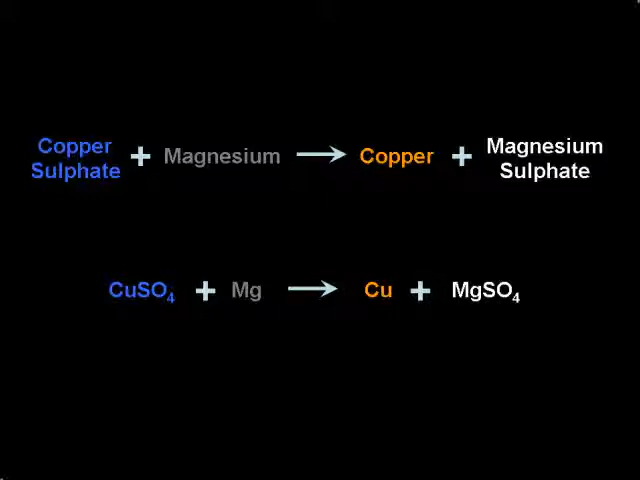 Copper Sulphate + Magnesium → Copper + Magnesium Sulphate
CuSO₄ + Mg → Cu + MgSO₄